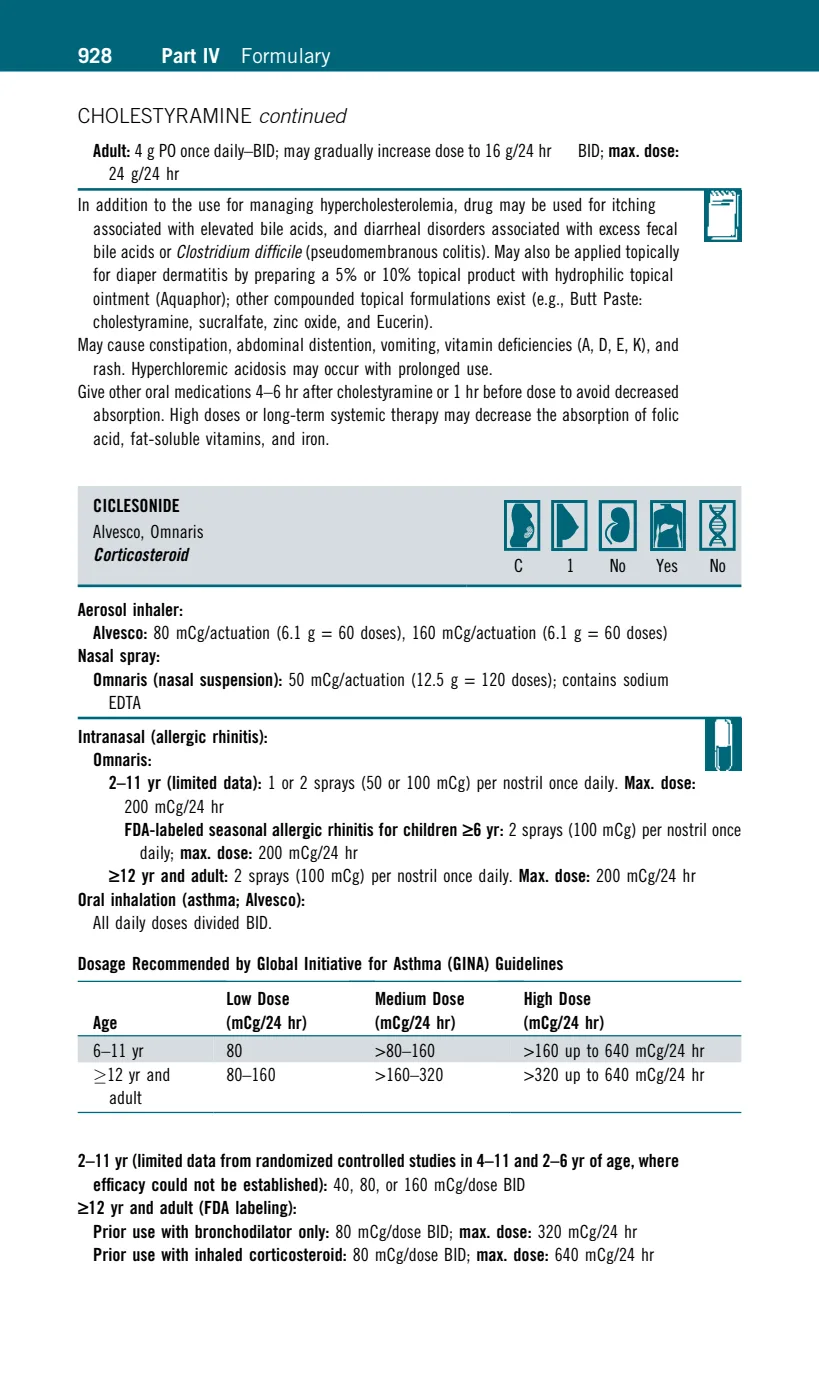 928 Part IV Formulary
CHOLESTYRAMINE continued
Adult: 4 g PO once daily–BID; may gradually increase dose to 16 g/24 hr BID; max. dose:
24 g/24 hr
In addition to the use for managing hypercholesterolemia, drug may be used for itching
associated with elevated bile acids, and diarrheal disorders associated with excess fecal
bile acids or Clostridium difficile (pseudomembranous colitis). May also be applied topically
for diaper dermatitis by preparing a 5% or 10% topical product with hydrophilic topical
ointment (Aquaphor); other compounded topical formulations exist (e.g., Butt Paste:
cholestyramine, sucralfate, zinc oxide, and Eucerin).
May cause constipation, abdominal distention, vomiting, vitamin deficiencies (A, D, E, K), and
rash. Hyperchloremic acidosis may occur with prolonged use.
Give other oral medications 4–6 hr after cholestyramine or 1 hr before dose to avoid decreased
absorption. High doses or long-term systemic therapy may decrease the absorption of folic
acid, fat-soluble vitamins, and iron.
CICLESONIDE
Alvesco, Omnaris
Corticosteroid
C 1 No Yes No
Aerosol inhaler:
Alvesco: 80 mCg/actuation (6.1 g = 60 doses), 160 mCg/actuation (6.1 g = 60 doses)
Nasal spray:
Omnaris (nasal suspension): 50 mCg/actuation (12.5 g = 120 doses); contains sodium
EDTA
Intranasal (allergic rhinitis):
Omnaris:
2–11 yr (limited data): 1 or 2 sprays (50 or 100 mCg) per nostril once daily. Max. dose:
200 mCg/24 hr
FDA-labeled seasonal allergic rhinitis for children ≥6 yr: 2 sprays (100 mCg) per nostril once
daily; max. dose: 200 mCg/24 hr
≥12 yr and adult: 2 sprays (100 mCg) per nostril once daily. Max. dose: 200 mCg/24 hr
Oral inhalation (asthma; Alvesco):
All daily doses divided BID.
Dosage Recommended by Global Initiative for Asthma (GINA) Guidelines
Low Dose Medium Dose High Dose
Age (mCg/24 hr) (mCg/24 hr) (mCg/24 hr)
6–11 yr 80 >80–160 >160 up to 640 mCg/24 hr
≥12 yr and 80–160 >160–320 >320 up to 640 mCg/24 hr
adult
2–11 yr (limited data from randomized controlled studies in 4–11 and 2–6 yr of age, where
efficacy could not be established): 40, 80, or 160 mCg/dose BID
≥12 yr and adult (FDA labeling):
Prior use with bronchodilator only: 80 mCg/dose BID; max. dose: 320 mCg/24 hr
Prior use with inhaled corticosteroid: 80 mCg/dose BID; max. dose: 640 mCg/24 hr